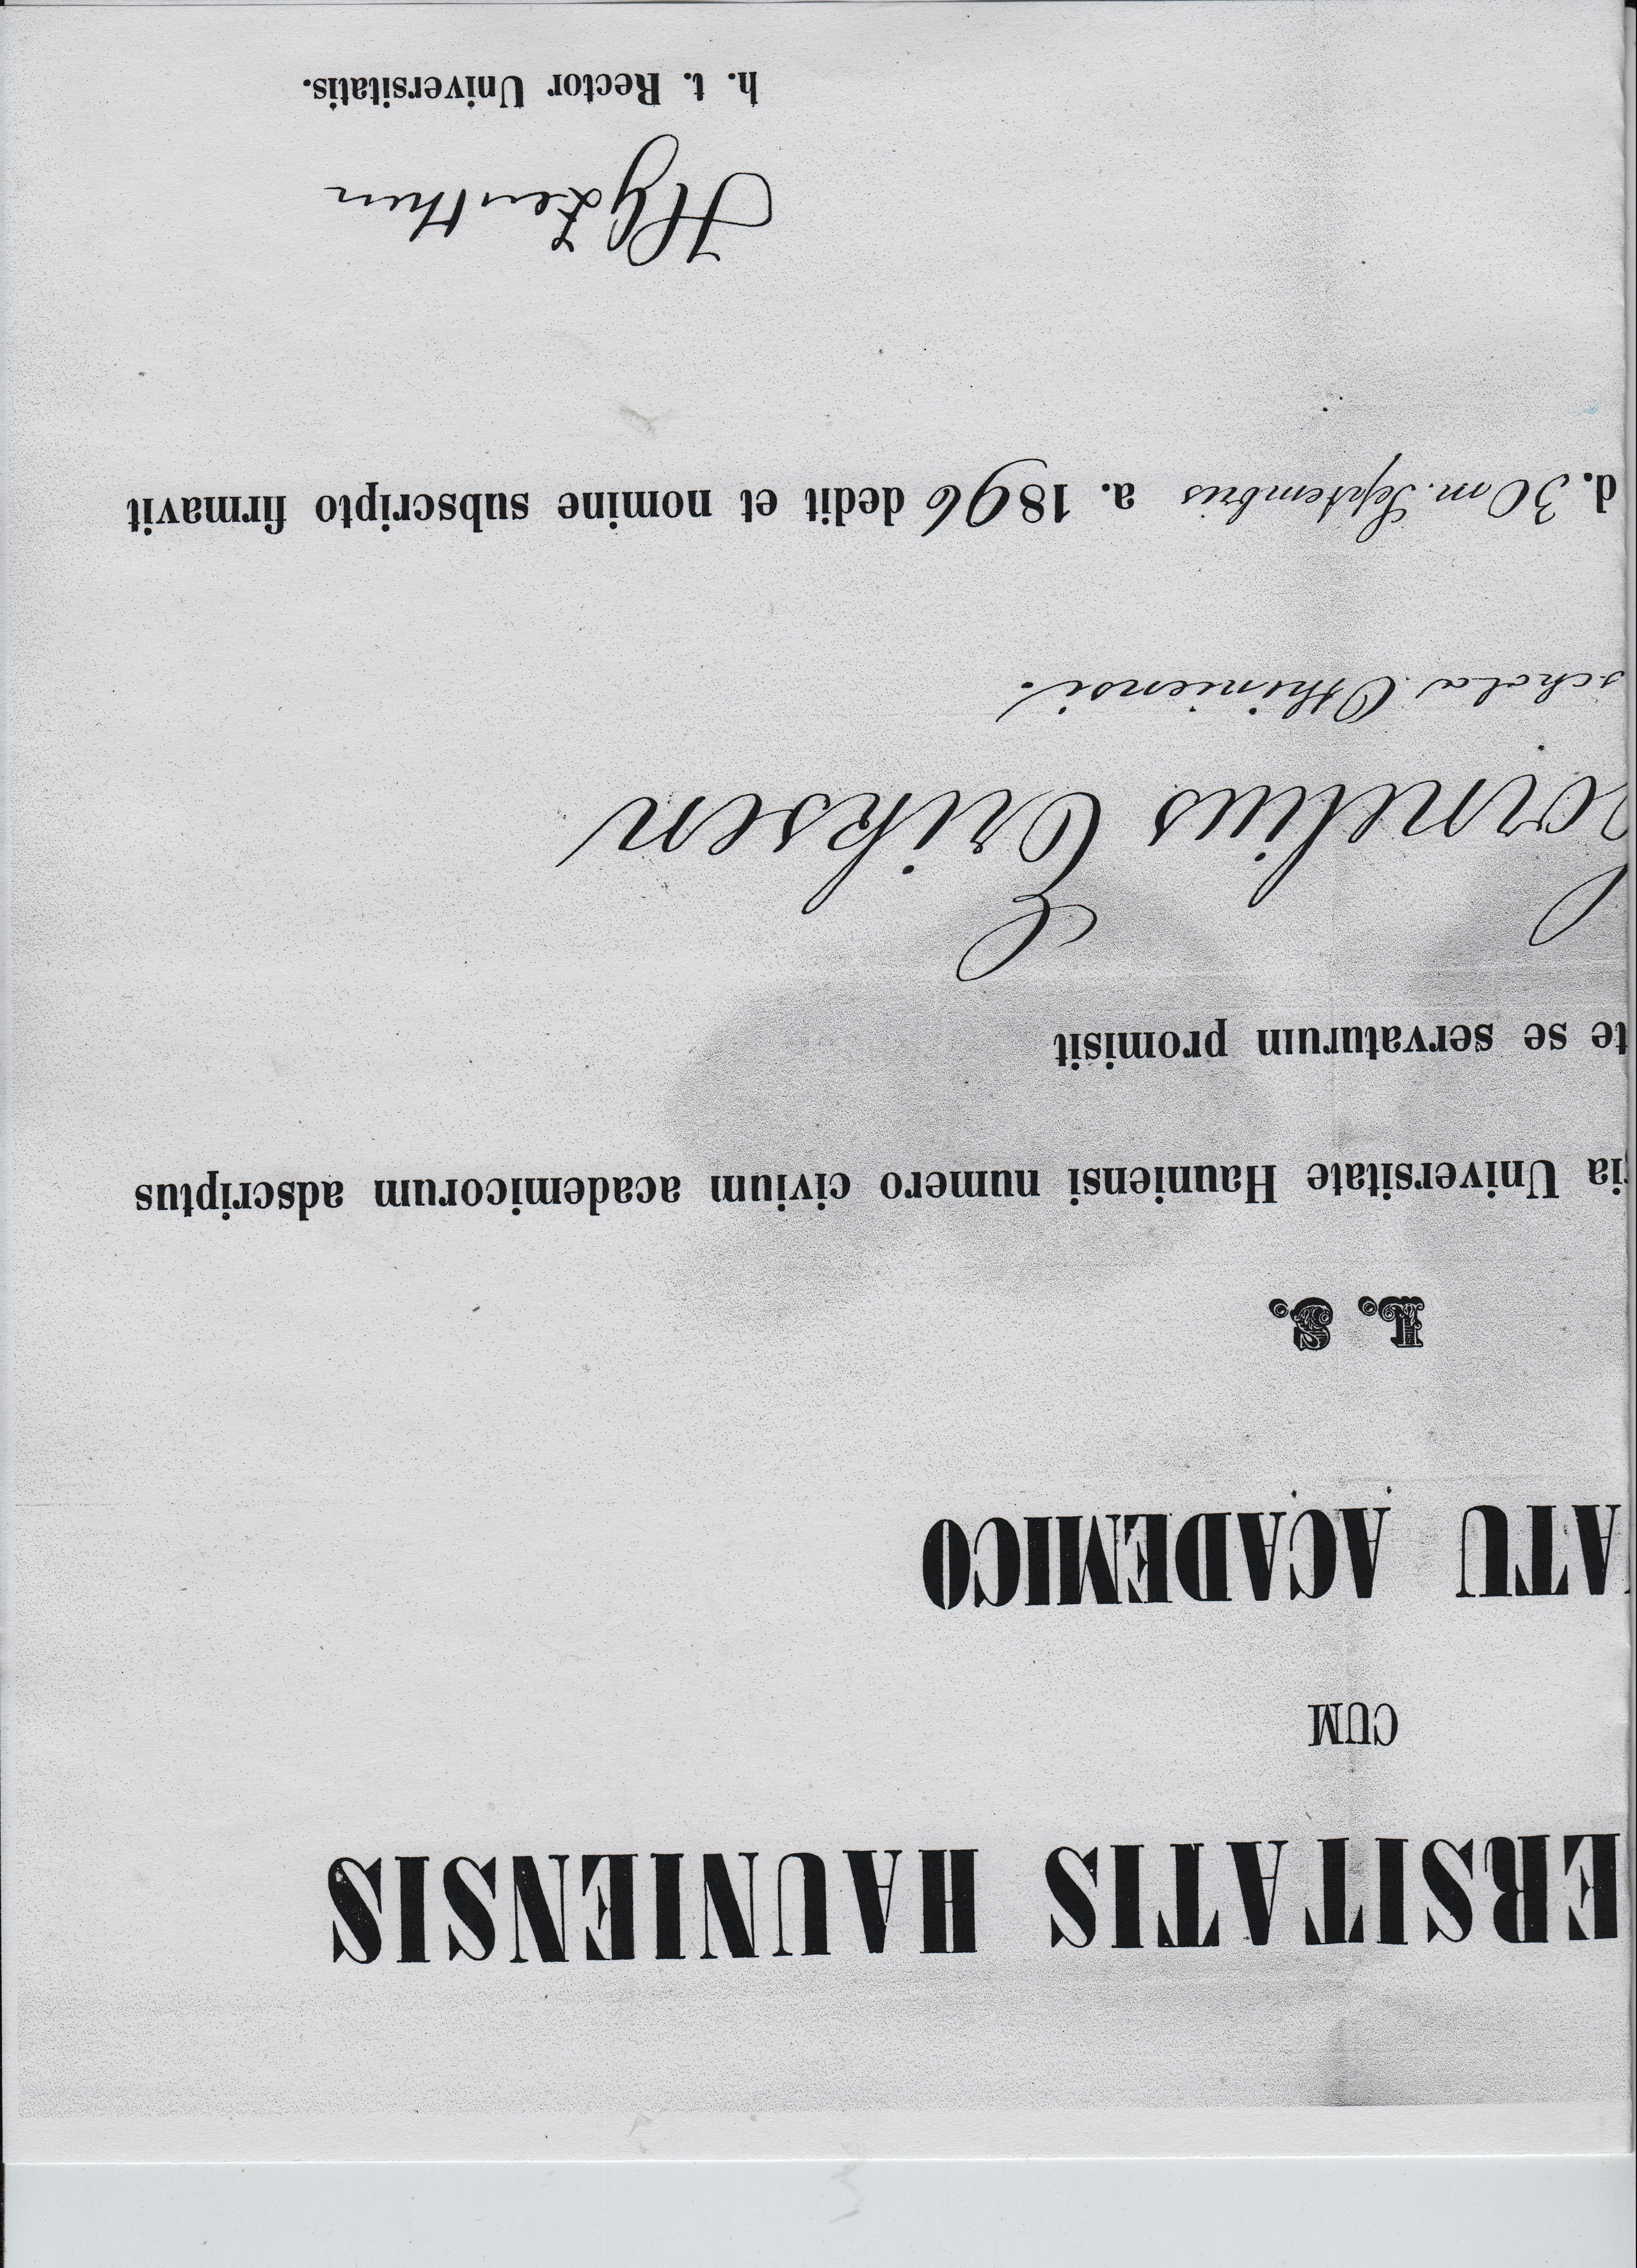 ERSITATIS HAUNIENSIS
CUM
ATU ACADEMICO
L. S.
gia Universitate Hauniensi numero civium academicorum adscriptus
te se servaturum promisit
Cornelius Eriksen
schola Othiniensi.
d. 30 m. Septembris a. 1896 dedit et nomine subscripto firmavit
h. t. Rector Universitatis.